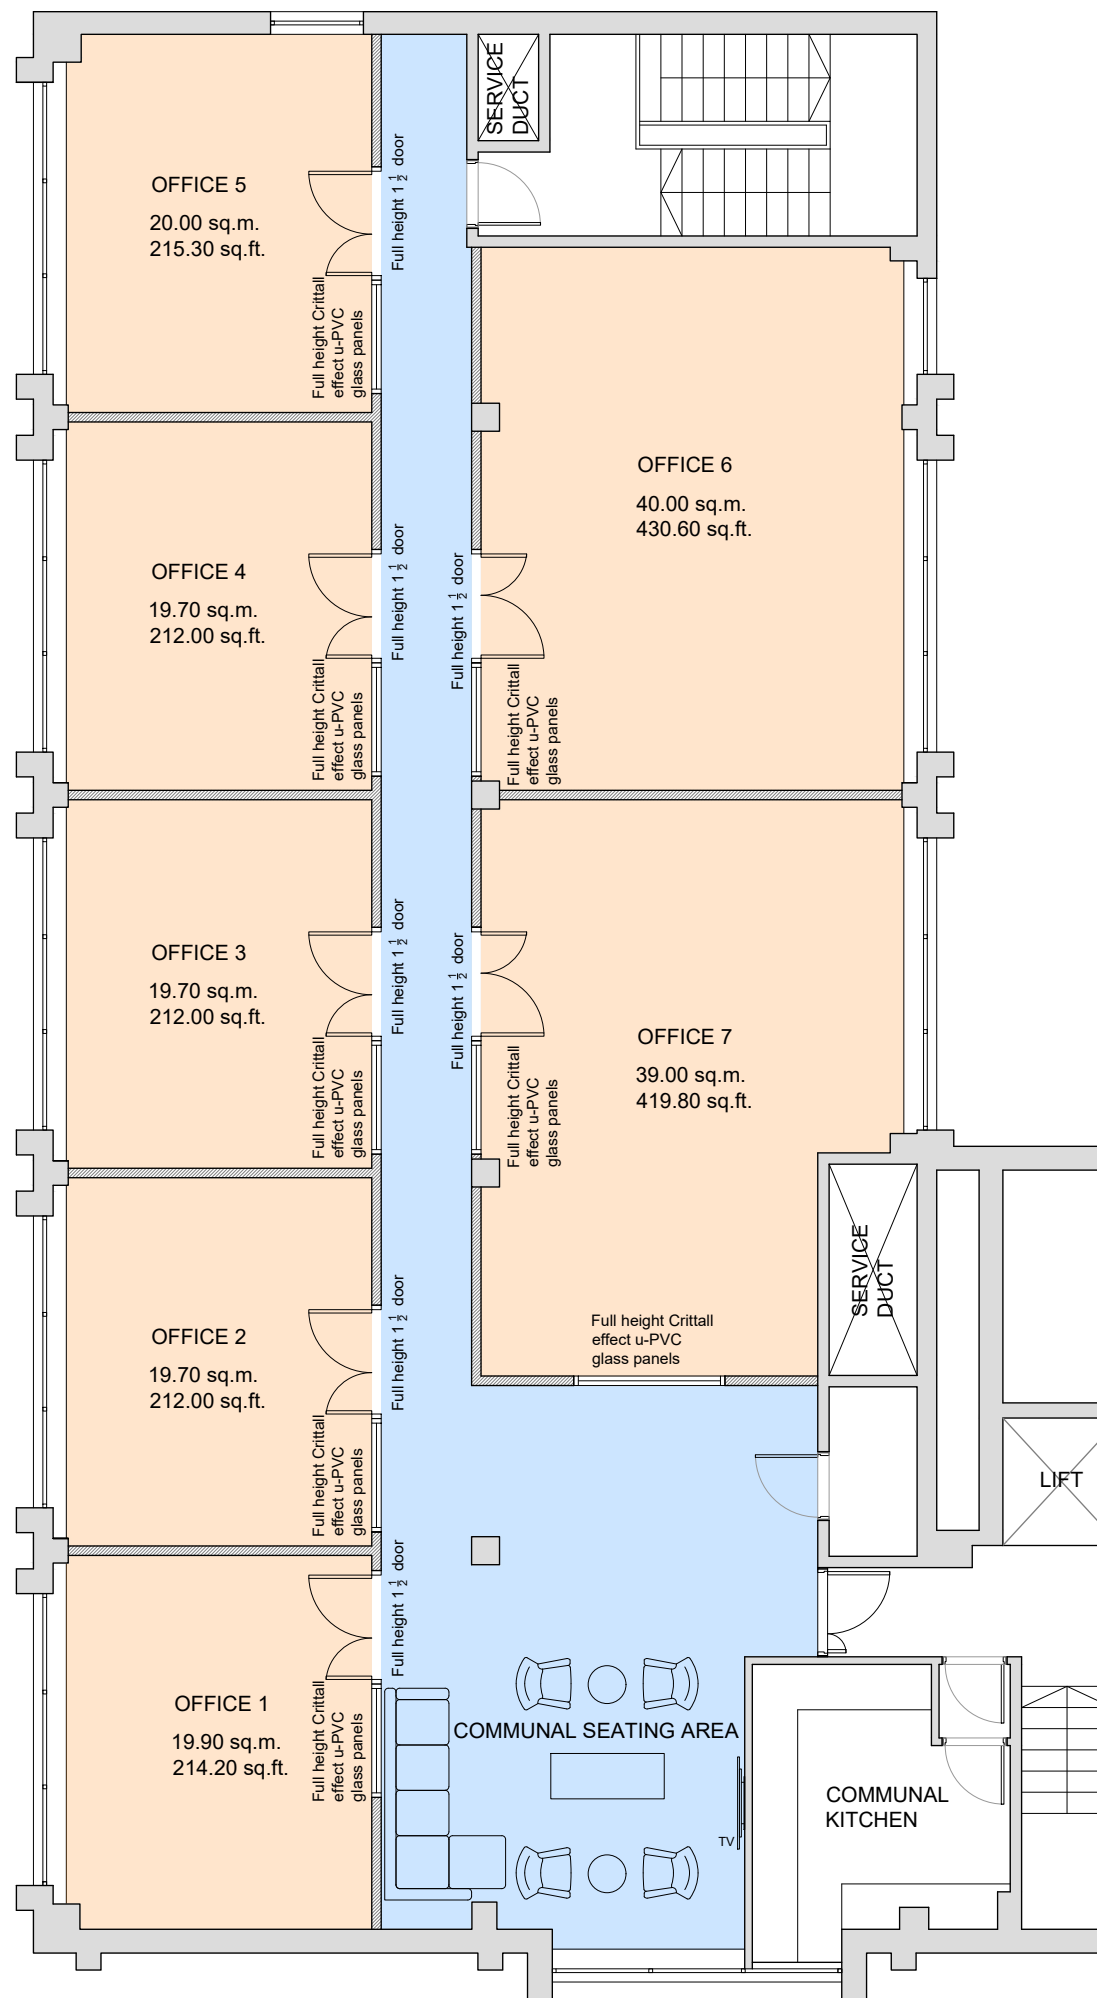 SERVICE
DUCT
OFFICE 5
20.00 sq.m.
215.30 sq.ft.
Full height 1 1/2 door
Full height Crittall
effect u-PVC
glass panels
OFFICE 6
40.00 sq.m.
430.60 sq.ft.
OFFICE 4
19.70 sq.m.
212.00 sq.ft.
Full height 1 1/2 door
Full height 1 1/2 door
Full height Crittall
effect u-PVC
glass panels
Full height Crittall
effect u-PVC
glass panels
OFFICE 3
19.70 sq.m.
212.00 sq.ft.
Full height 1 1/2 door
Full height 1 1/2 door
Full height Crittall
effect u-PVC
glass panels
Full height Crittall
effect u-PVC
glass panels
OFFICE 7
39.00 sq.m.
419.80 sq.ft.
SERVICE
DUCT
Full height Crittall
effect u-PVC
glass panels
OFFICE 2
19.70 sq.m.
212.00 sq.ft.
Full height 1 1/2 door
Full height Crittall
effect u-PVC
glass panels
LIFT
Full height 1 1/2 door
OFFICE 1
19.90 sq.m.
214.20 sq.ft.
Full height Crittall
effect u-PVC
glass panels
COMMUNAL SEATING AREA
TV
COMMUNAL
KITCHEN